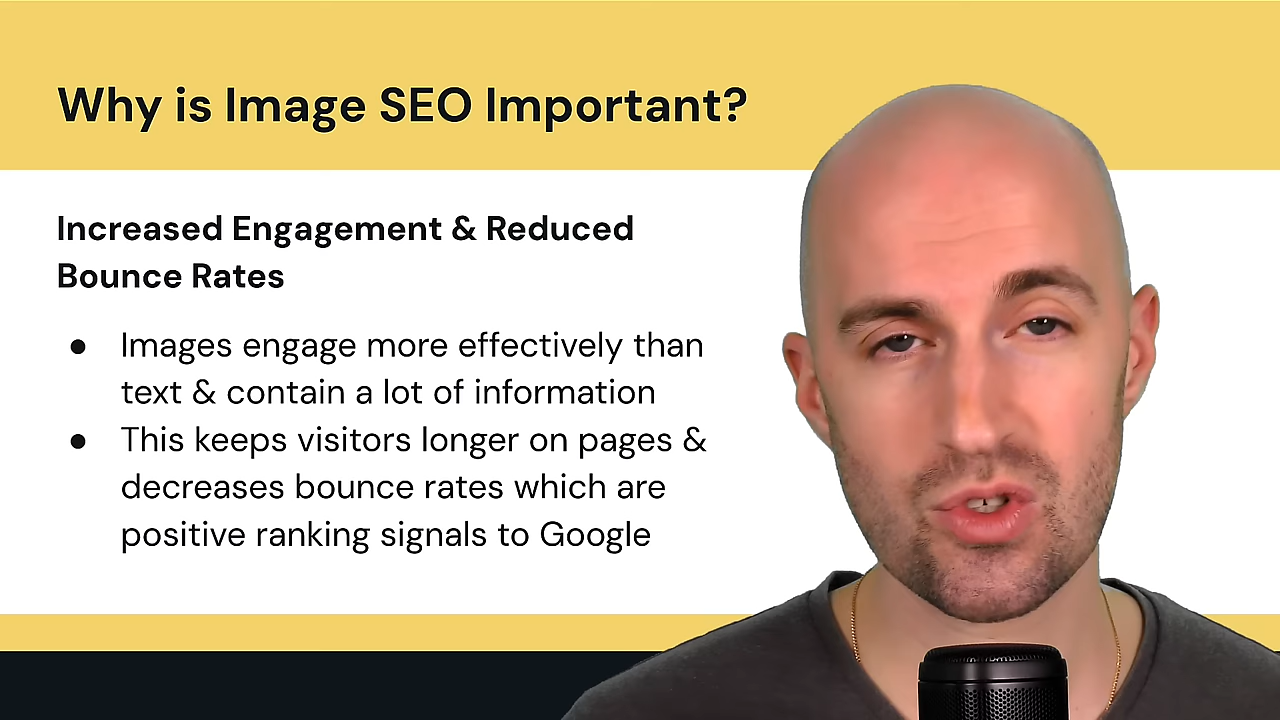 Why is Image SEO Important?
Increased Engagement & Reduced
Bounce Rates
● Images engage more effectively than
text & contain a lot of information
● This keeps visitors longer on pages &
decreases bounce rates which are
positive ranking signals to Google